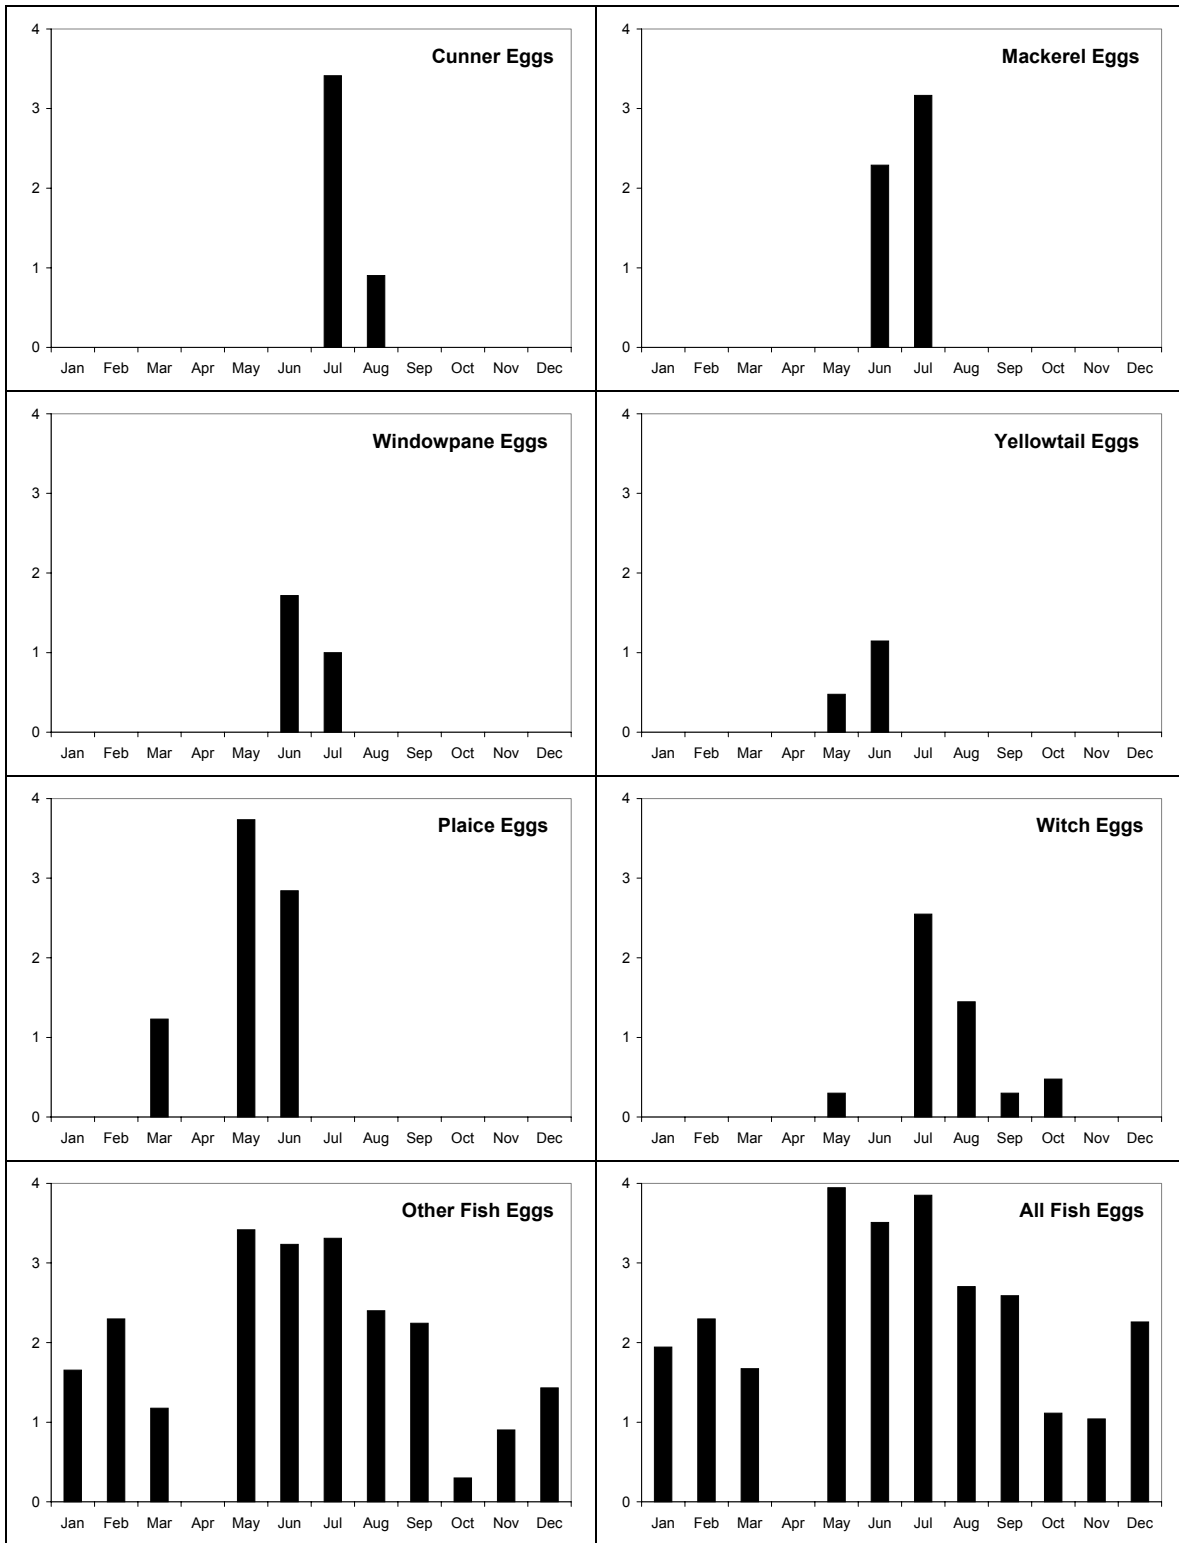 Cunner Eggs
4
3
2
1
0
Jan Feb Mar Apr May Jun Jul Aug Sep Oct Nov Dec
Mackerel Eggs
4
3
2
1
0
Jan Feb Mar Apr May Jun Jul Aug Sep Oct Nov Dec
Windowpane Eggs
4
3
2
1
0
Jan Feb Mar Apr May Jun Jul Aug Sep Oct Nov Dec
Yellowtail Eggs
4
3
2
1
0
Jan Feb Mar Apr May Jun Jul Aug Sep Oct Nov Dec
Plaice Eggs
4
3
2
1
0
Jan Feb Mar Apr May Jun Jul Aug Sep Oct Nov Dec
Witch Eggs
4
3
2
1
0
Jan Feb Mar Apr May Jun Jul Aug Sep Oct Nov Dec
Other Fish Eggs
4
3
2
1
0
Jan Feb Mar Apr May Jun Jul Aug Sep Oct Nov Dec
All Fish Eggs
4
3
2
1
0
Jan Feb Mar Apr May Jun Jul Aug Sep Oct Nov Dec